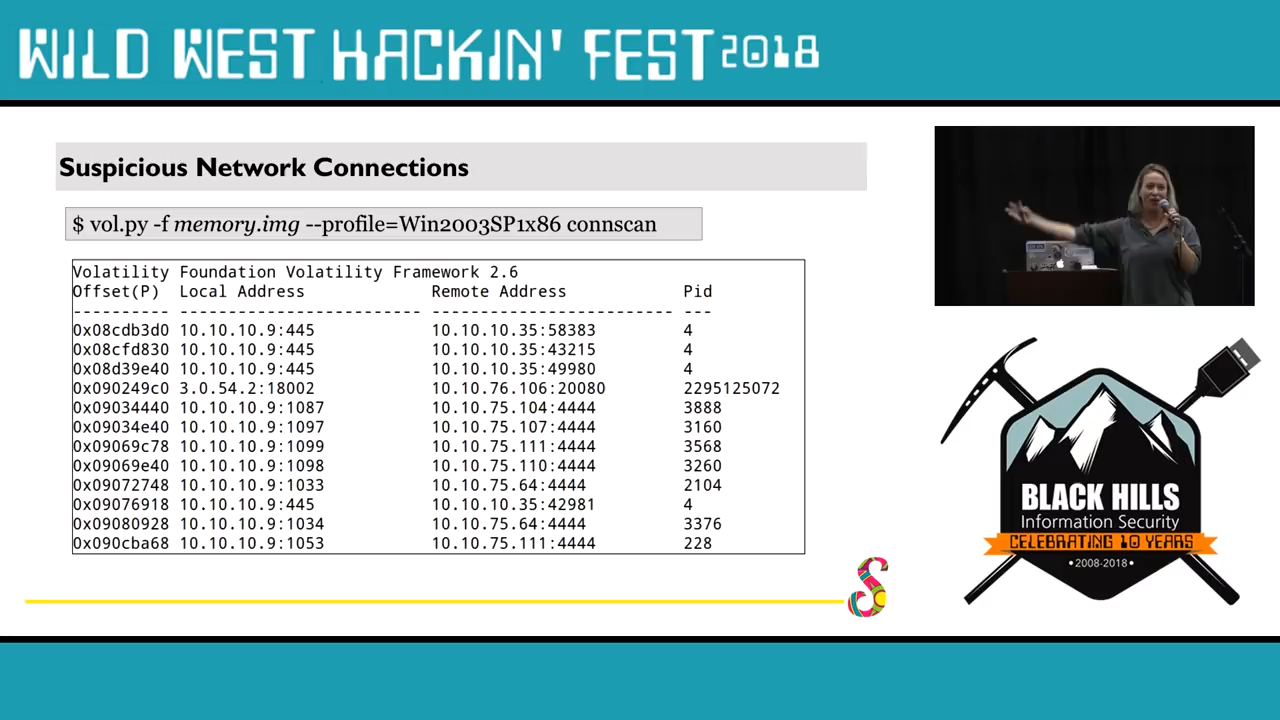 WILD WEST HACKIN' FEST 2018
Suspicious Network Connections
$ vol.py -f memory.img --profile=Win2003SP1x86 connscan
Volatility Foundation Volatility Framework 2.6
Offset(P)  Local Address             Remote Address            Pid
---------- ------------------------- ------------------------- ---
0x08cdb3d0 10.10.10.9:445            10.10.10.35:58383         4
0x08cfd830 10.10.10.9:445            10.10.10.35:43215         4
0x08d39e40 10.10.10.9:445            10.10.10.35:49980         4
0x090249c0 3.0.54.2:18002            10.10.76.106:20080        2295125072
0x09034440 10.10.10.9:1087           10.10.75.104:4444         3888
0x09034e40 10.10.10.9:1097           10.10.75.107:4444         3160
0x09069c78 10.10.10.9:1099           10.10.75.111:4444         3568
0x09069e40 10.10.10.9:1098           10.10.75.110:4444         3260
0x09072748 10.10.10.9:1033           10.10.75.64:4444          2104
0x09076918 10.10.10.9:445            10.10.10.35:42981         4
0x09080928 10.10.10.9:1034           10.10.75.64:4444          3376
0x090cba68 10.10.10.9:1053           10.10.75.111:4444         228
S
BLACK HILLS
Information Security
CELEBRATING 10 YEARS
•2008-2018•